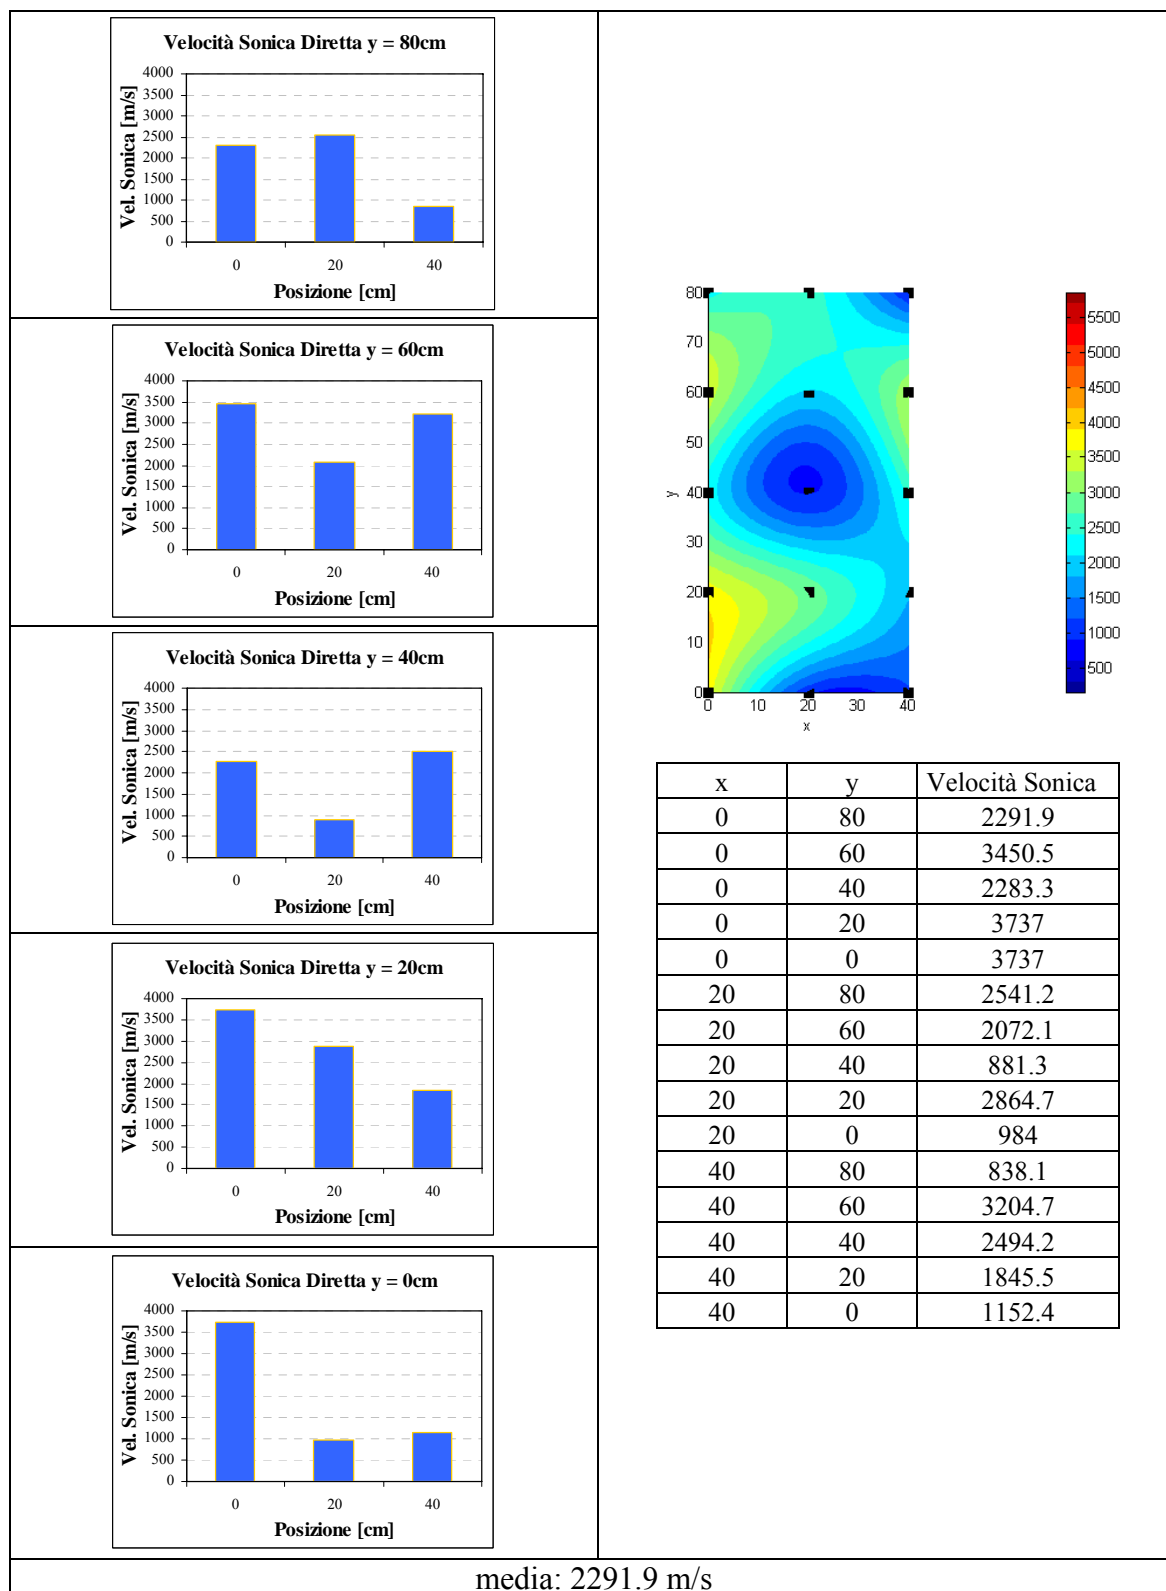 Velocità Sonica Diretta y = 80cm
Vel. Sonica [m/s]
4000
3500
3000
2500
2000
1500
1000
500
0
0 20 40
Posizione [cm]
Velocità Sonica Diretta y = 60cm
Vel. Sonica [m/s]
4000
3500
3000
2500
2000
1500
1000
500
0
0 20 40
Posizione [cm]
Velocità Sonica Diretta y = 40cm
Vel. Sonica [m/s]
4000
3500
3000
2500
2000
1500
1000
500
0
0 20 40
Posizione [cm]
Velocità Sonica Diretta y = 20cm
Vel. Sonica [m/s]
4000
3500
3000
2500
2000
1500
1000
500
0
0 20 40
Posizione [cm]
Velocità Sonica Diretta y = 0cm
Vel. Sonica [m/s]
4000
3500
3000
2500
2000
1500
1000
500
0
0 20 40
Posizione [cm]
80
70
60
50
40
30
20
10
0
y
0 10 20 30 40
x
5500
5000
4500
4000
3500
3000
2500
2000
1500
1000
500
x y Velocità Sonica
0 80 2291.9
0 60 3450.5
0 40 2283.3
0 20 3737
0 0 3737
20 80 2541.2
20 60 2072.1
20 40 881.3
20 20 2864.7
20 0 984
40 80 838.1
40 60 3204.7
40 40 2494.2
40 20 1845.5
40 0 1152.4
media: 2291.9 m/s